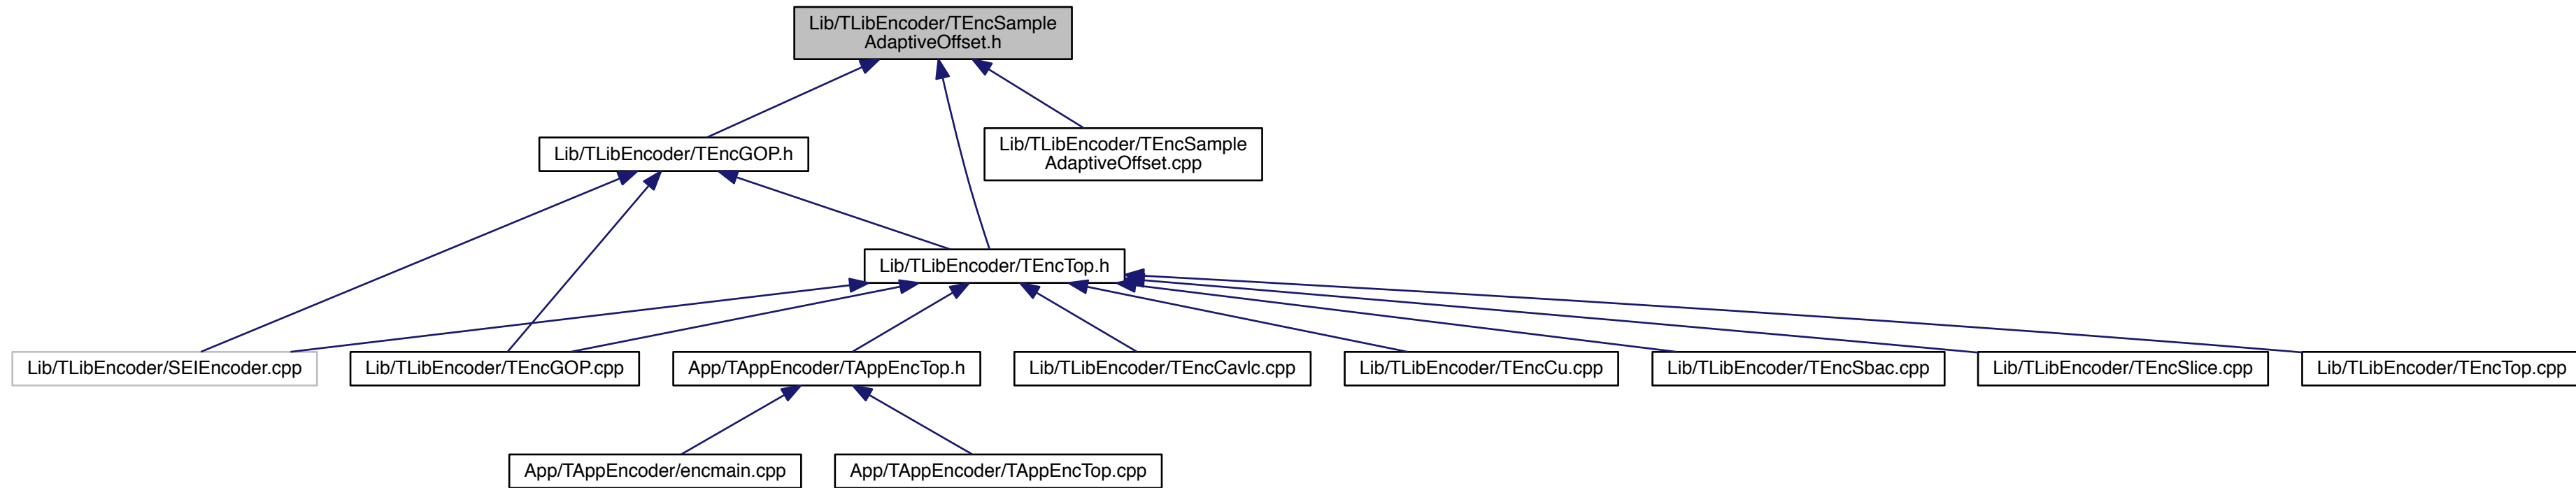 Lib/TLibEncoder/TEncSample
AdaptiveOffset.h
Lib/TLibEncoder/TEncGOP.h
Lib/TLibEncoder/TEncSample
AdaptiveOffset.cpp
Lib/TLibEncoder/TEncTop.h
Lib/TLibEncoder/SEIEncoder.cpp
Lib/TLibEncoder/TEncGOP.cpp
App/TAppEncoder/TAppEncTop.h
Lib/TLibEncoder/TEncCavlc.cpp
Lib/TLibEncoder/TEncCu.cpp
Lib/TLibEncoder/TEncSbac.cpp
Lib/TLibEncoder/TEncSlice.cpp
Lib/TLibEncoder/TEncTop.cpp
App/TAppEncoder/encmain.cpp
App/TAppEncoder/TAppEncTop.cpp